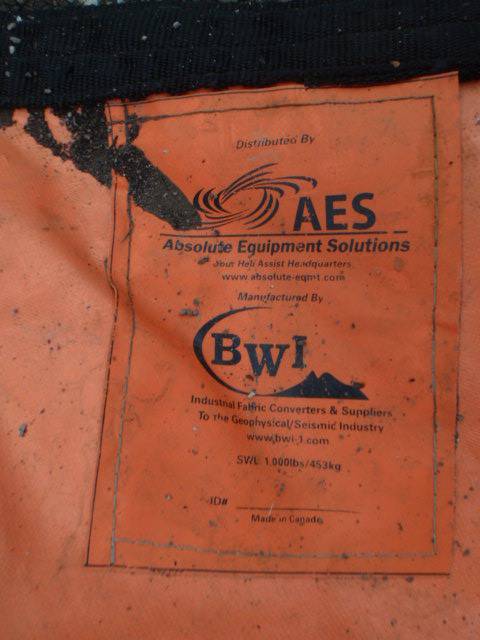 Distributed By
AES
Absolute Equipment Solutions
Your Heli Assist Headquarters
www.absolute-eqmt.com
Manufactured By
BWI
Industrial Fabric Converters & Suppliers
To the Geophysical/Seismic Industry
www.bwi-1.com
SWL 1,000lbs/453kg
ID#
Made in Canada